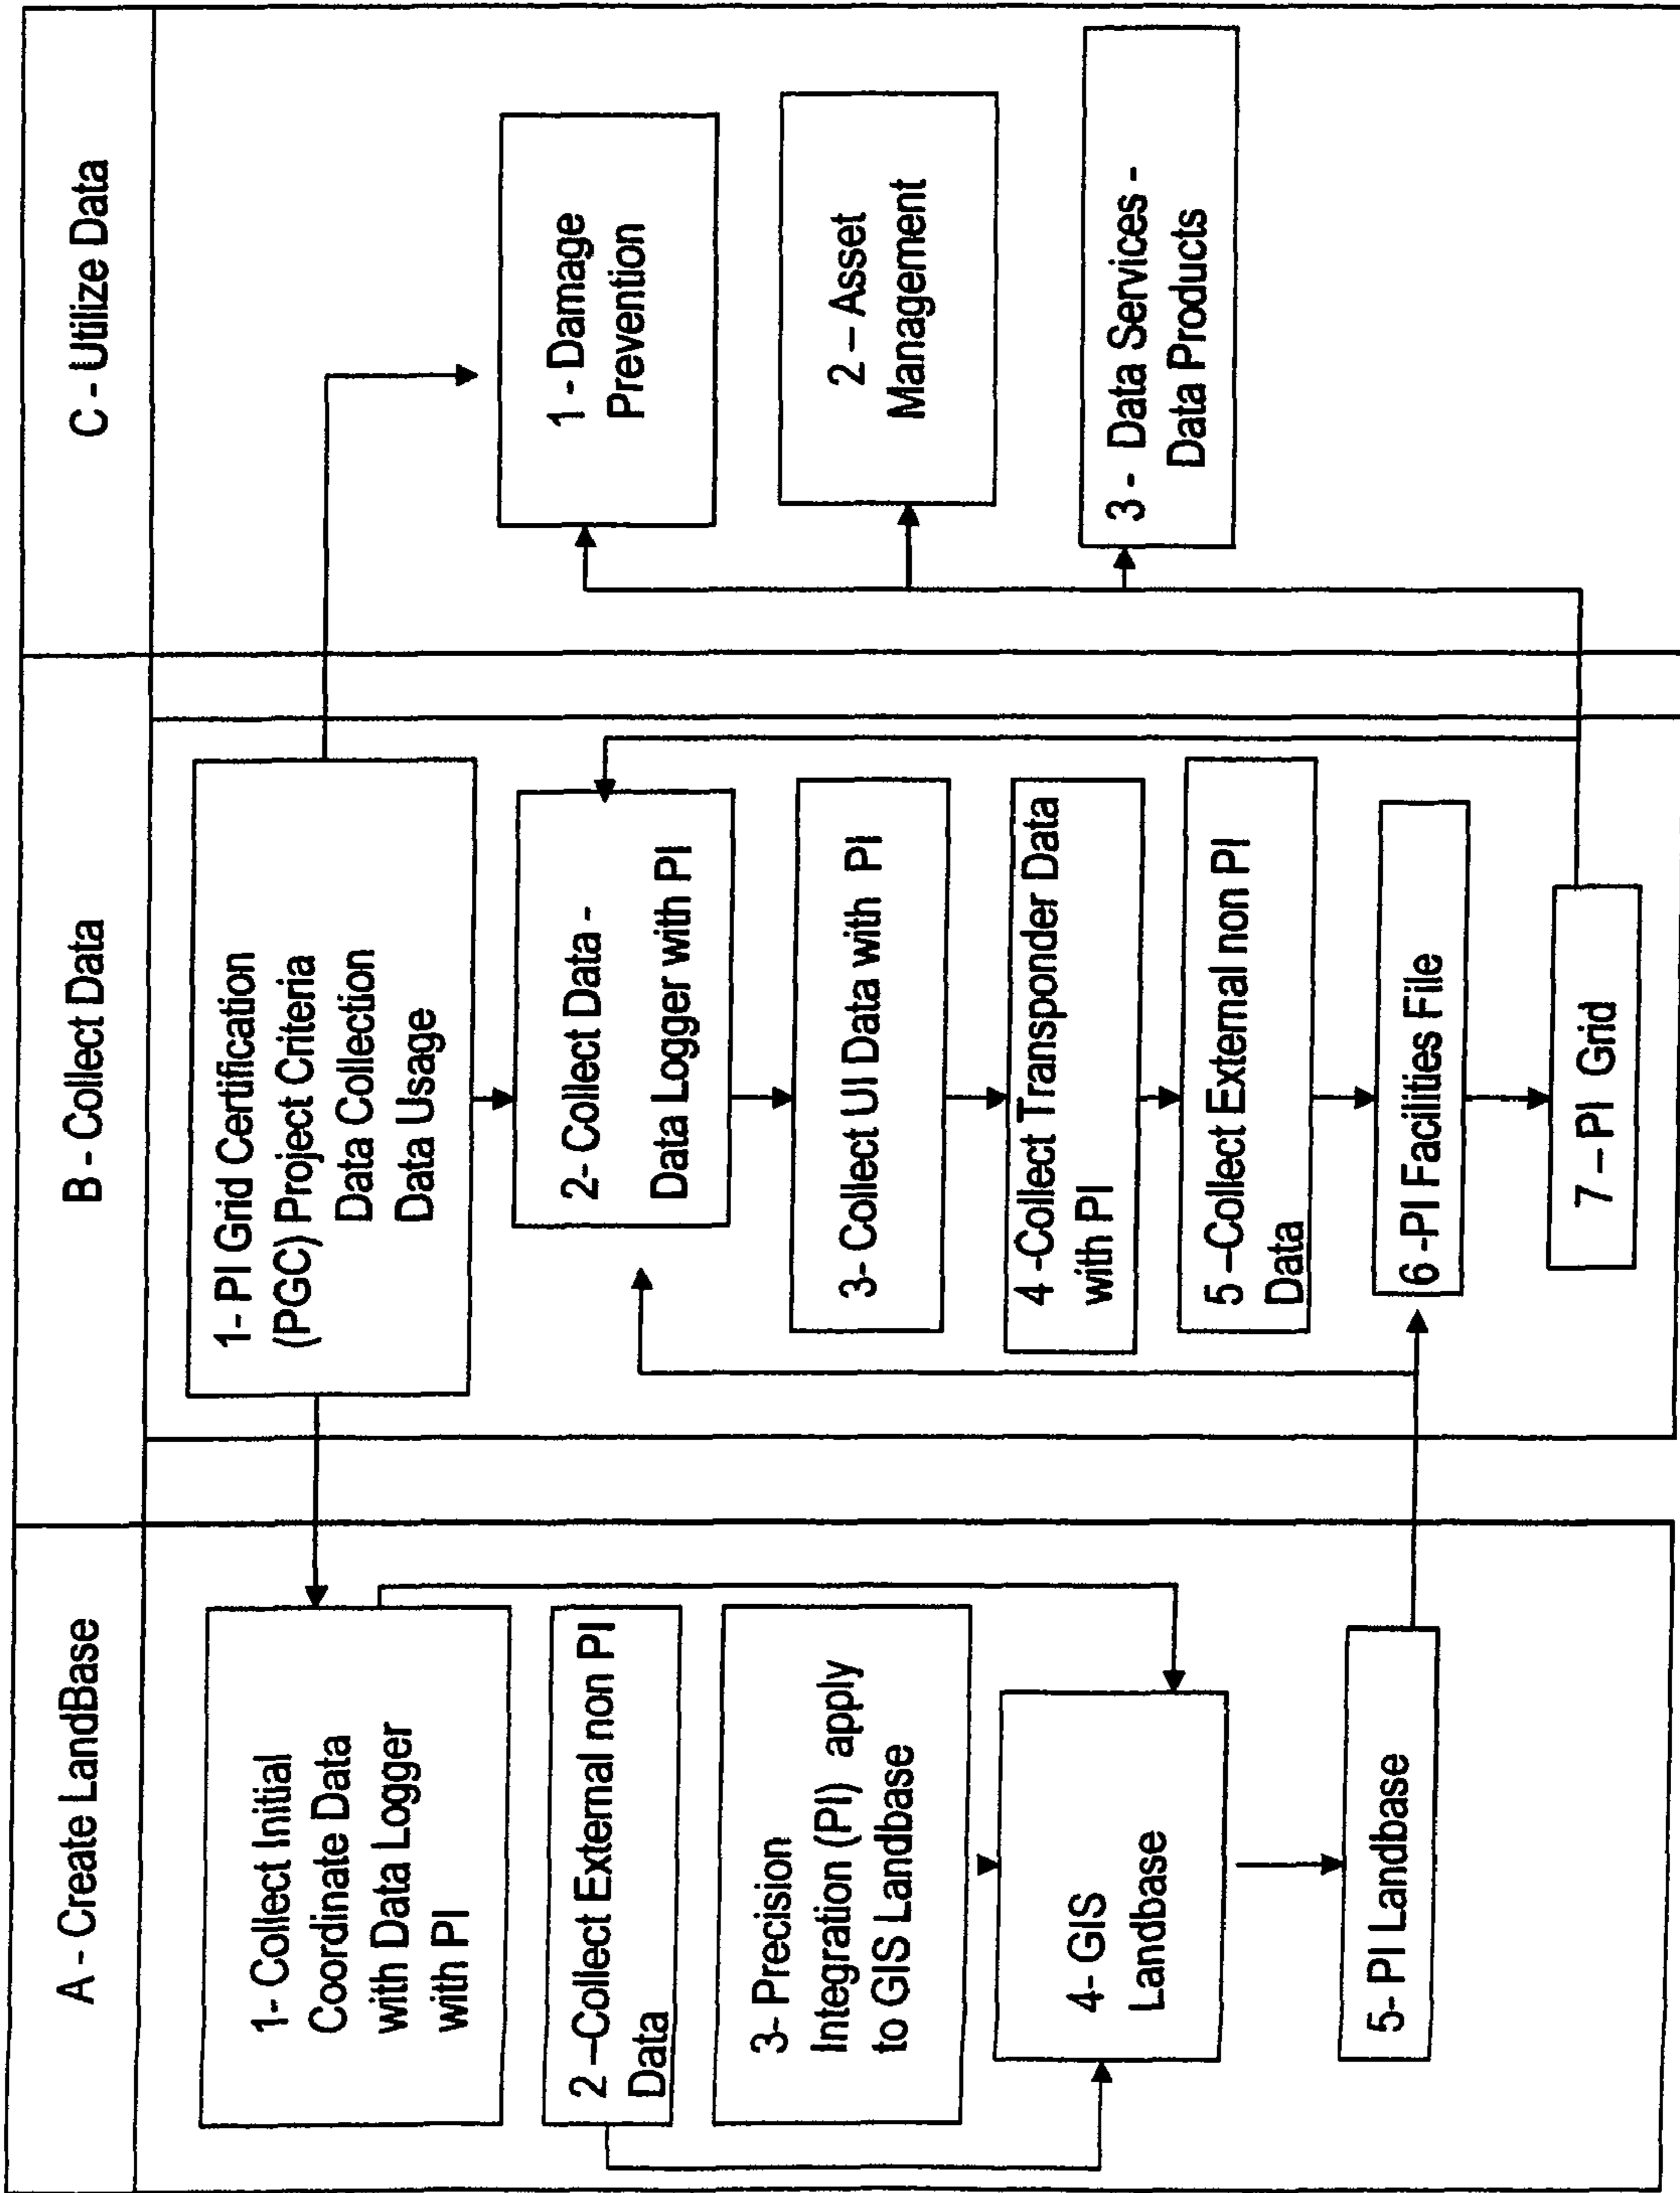 A - Create LandBase
1- Collect Initial
Coordinate Data
with Data Logger
with PI
2 –Collect External non PI
Data
3- Precision
Integration (PI) apply
to GIS Landbase
4- GIS
Landbase
5- PI Landbase
B - Collect Data
1- PI Grid Certification
(PGC) Project Criteria
Data Collection
Data Usage
2- Collect Data -
Data Logger with PI
3- Collect UI Data with PI
4 -Collect Transponder Data
with PI
5 –Collect External non PI
Data
6 -PI Facilities File
7 – PI Grid
C - Utilize Data
1 - Damage
Prevention
2 – Asset
Management
3 - Data Services -
Data Products